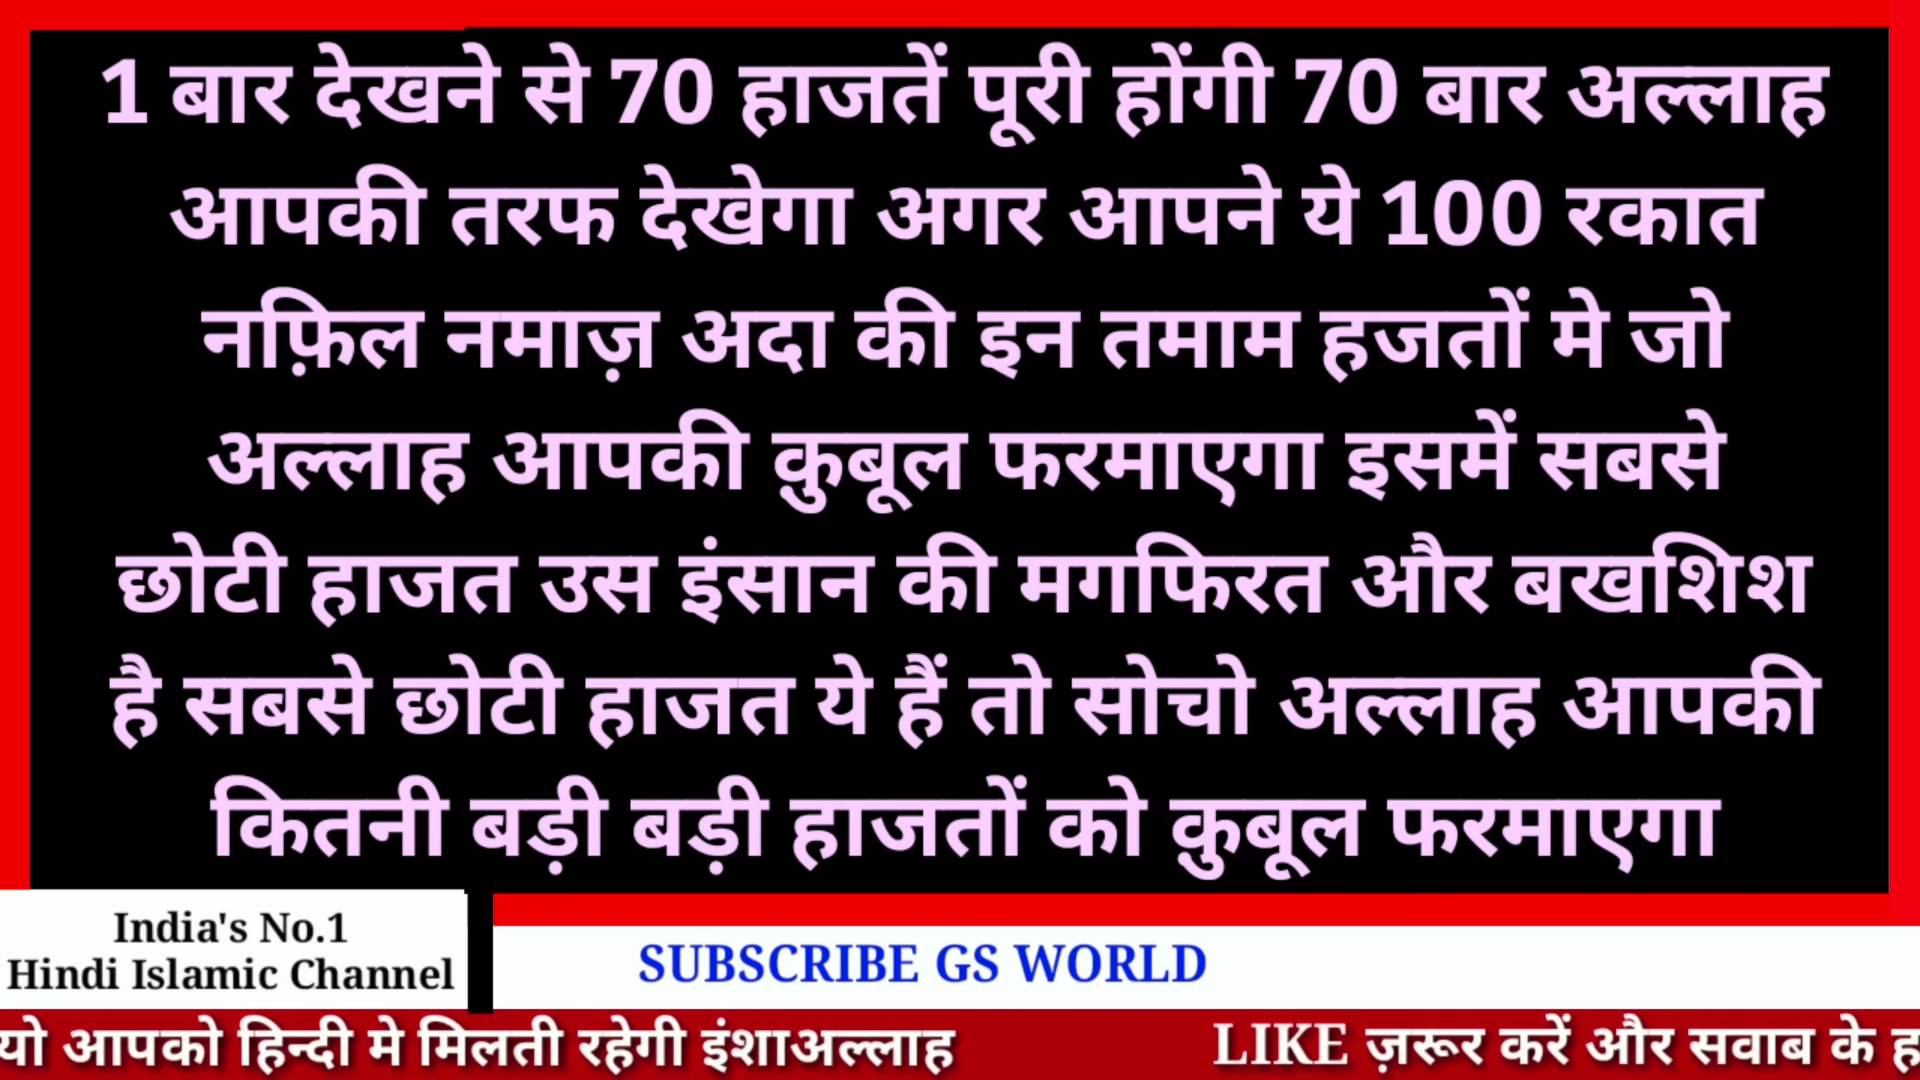 1 बार देखने से 70 हाजतें पूरी होंगी 70 बार अल्लाह
आपकी तरफ देखेगा अगर आपने ये 100 रकात
नफ़िल नमाज़ अदा की इन तमाम हजतों मे जो
अल्लाह आपकी क़ुबूल फरमाएगा इसमें सबसे
छोटी हाजत उस इंसान की मगफिरत और बखशिश
है सबसे छोटी हाजत ये हैं तो सोचो अल्लाह आपकी
कितनी बड़ी बड़ी हाजतों को क़ुबूल फरमाएगा
India's No.1
Hindi Islamic Channel
SUBSCRIBE GS WORLD
यो आपको हिन्दी मे मिलती रहेगी इंशाअल्लाह LIKE ज़रूर करें और सवाब के